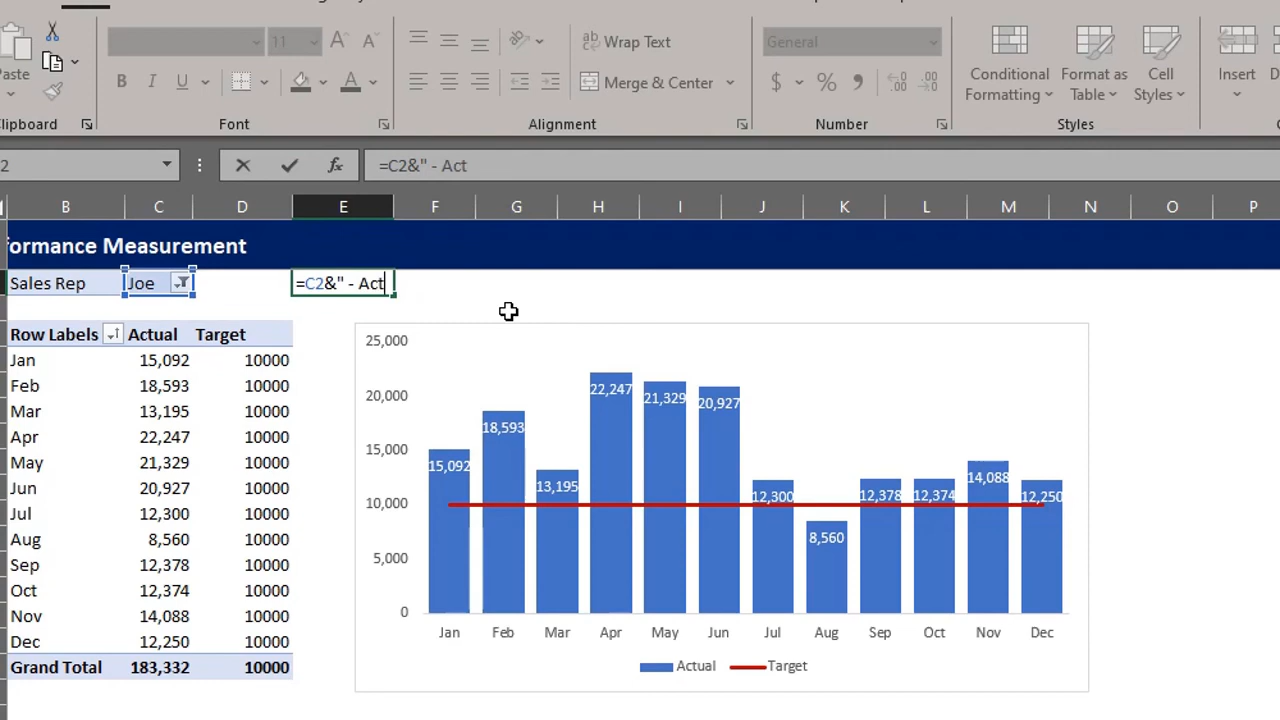 11
Wrap Text
General
Paste
Merge & Center
Conditional Formatting
Format as Table
Cell Styles
Insert
Clipboard
Font
Alignment
Number
Styles
2
=C2&" - Act
B C D E F G H I J K L M N O P
formance Measurement
Sales Rep Joe =C2&" - Act
Row Labels Actual Target
Jan 15,092 10000
Feb 18,593 10000
Mar 13,195 10000
Apr 22,247 10000
May 21,329 10000
Jun 20,927 10000
Jul 12,300 10000
Aug 8,560 10000
Sep 12,378 10000
Oct 12,374 10000
Nov 14,088 10000
Dec 12,250 10000
Grand Total 183,332 10000
25,000
20,000
15,000
10,000
5,000
0
15,092 18,593 13,195 22,247 21,329 20,927 12,300 8,560 12,378 12,374 14,088 12,250
Jan Feb Mar Apr May Jun Jul Aug Sep Oct Nov Dec
Actual Target